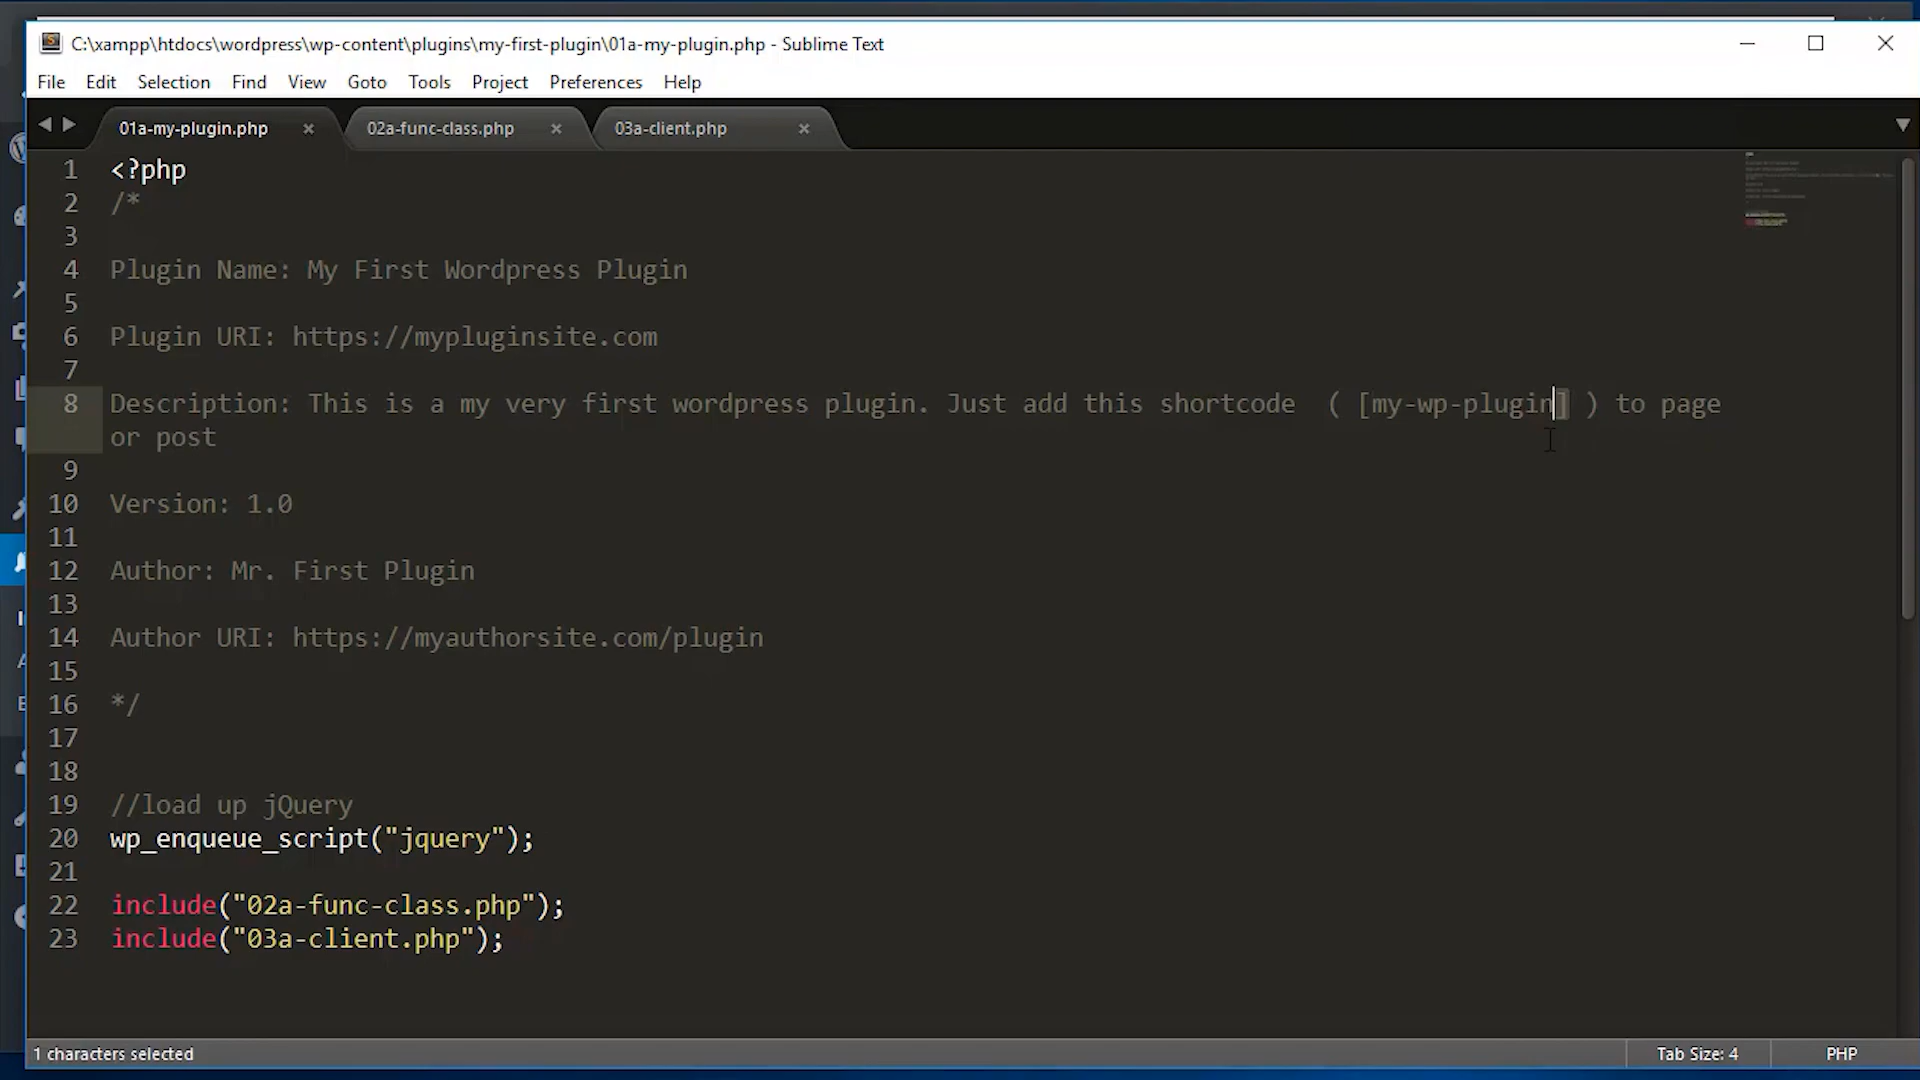 C:\xampp\htdocs\wordpress\wp-content\plugins\my-first-plugin\01a-my-plugin.php - Sublime Text
File Edit Selection Find View Goto Tools Project Preferences Help
01a-my-plugin.php × 02a-func-class.php × 03a-client.php ×
1 <?php
2 /*
3
4 Plugin Name: My First Wordpress Plugin
5
6 Plugin URI: https://mypluginsite.com
7
8 Description: This is a my very first wordpress plugin. Just add this shortcode  ( [my-wp-plugin] ) to page
or post
9
10 Version: 1.0
11
12 Author: Mr. First Plugin
13
14 Author URI: https://myauthorsite.com/plugin
15
16 */
17
18
19 //load up jQuery
20 wp_enqueue_script("jquery");
21
22 include("02a-func-class.php");
23 include("03a-client.php");
1 characters selected Tab Size: 4 PHP